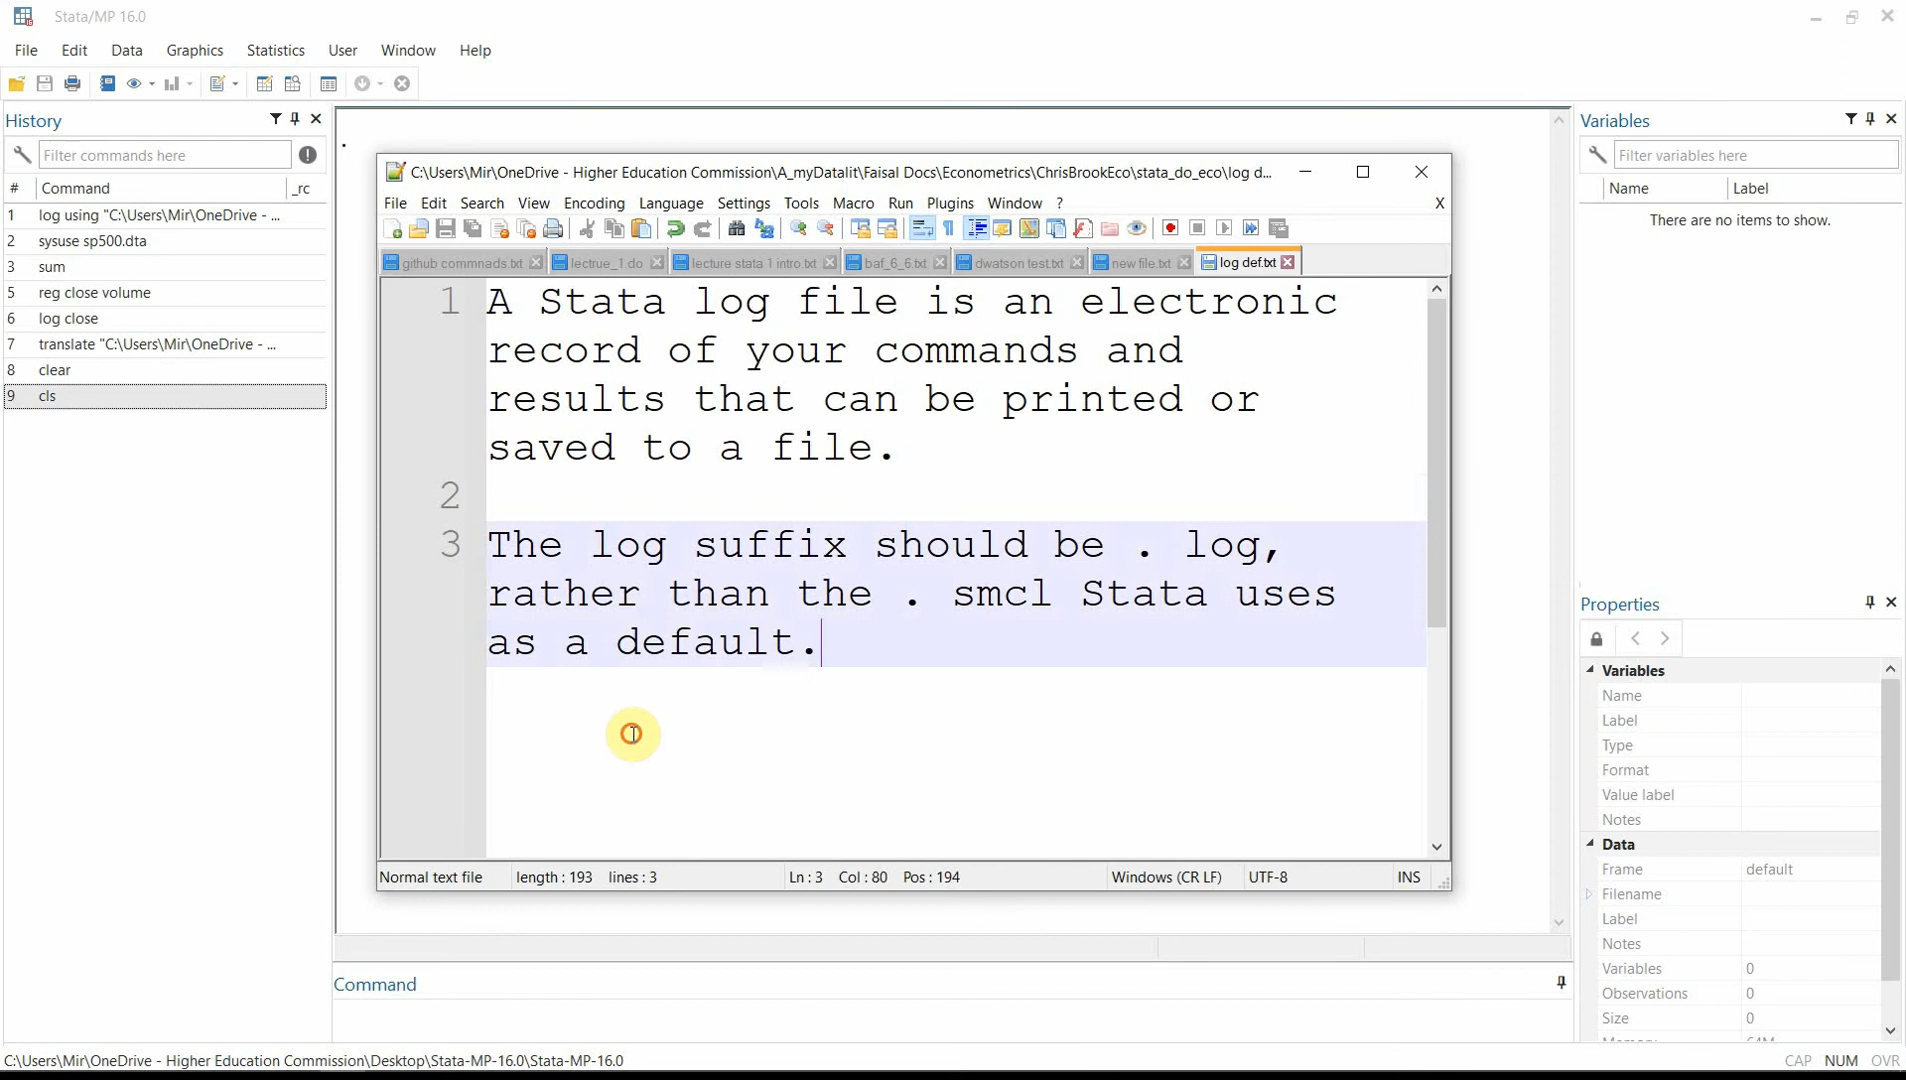 Stata/MP 16.0
File Edit Data Graphics Statistics User Window Help
History
Filter commands here
# Command _rc
1 log using "C:\Users\Mir\OneDrive - ...
2 sysuse sp500.dta
3 sum
5 reg close volume
6 log close
7 translate "C:\Users\Mir\OneDrive - ...
8 clear
9 cls
.
C:\Users\Mir\OneDrive - Higher Education Commission\A_myDatalit\Faisal Docs\Econometrics\ChrisBrookEco\stata_do_eco\log d...
File Edit Search View Encoding Language Settings Tools Macro Run Plugins Window ? X
github commnads.txt lectrue_1.do lecture stata 1 intro.txt baf_6_6.txt dwatson test.txt new file.txt log def.txt
1 A Stata log file is an electronic
record of your commands and
results that can be printed or
saved to a file.
2
3 The log suffix should be . log,
rather than the . smcl Stata uses
as a default.
Normal text file length : 193 lines : 3 Ln : 3 Col : 80 Pos : 194 Windows (CR LF) UTF-8 INS
Command
Variables
Filter variables here
Name Label
There are no items to show.
Properties
Variables
Name
Label
Type
Format
Value label
Notes
Data
Frame default
Filename
Label
Notes
Variables 0
Observations 0
Size 0
C:\Users\Mir\OneDrive - Higher Education Commission\Desktop\Stata-MP-16.0\Stata-MP-16.0
CAP NUM OVR